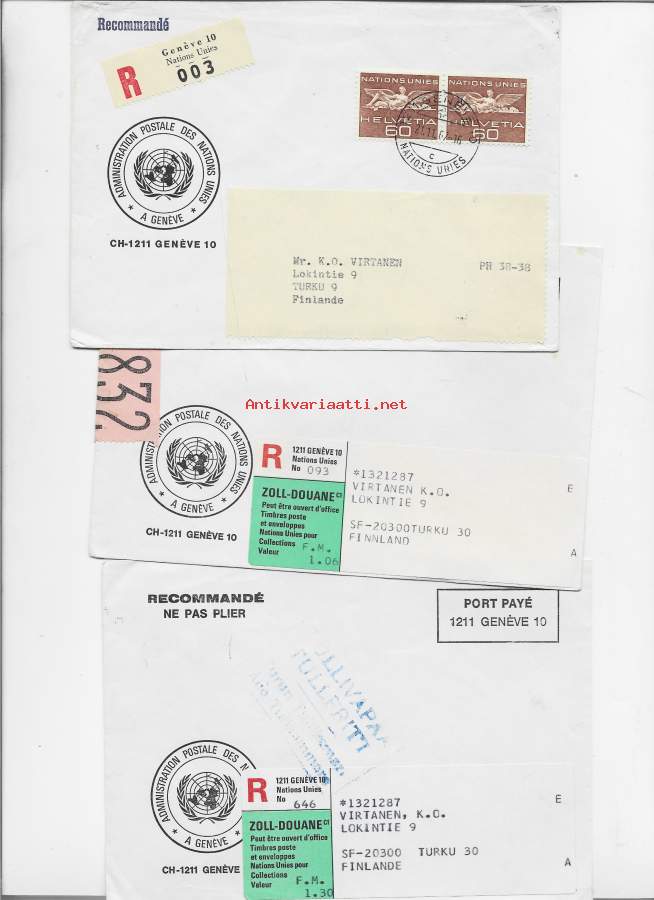 Recommandé
Genève 10
Nations Unies
R
003
NATIONS UNIES
HELVETIA
60
NATIONS UNIES
HELVETIA
60
NATIONS UNIES
c
ADMINISTRATION POSTALE DES NATIONS UNIES
* A GENÈVE *
CH-1211 GENÈVE 10
Mr. K.O. VIRTANEN
PH 38-38
Lokintie 9
TURKU 9
Finlande
832
Antikvariaatti.net
ADMINISTRATION POSTALE DES NATIONS UNIES
* A GENÈVE *
CH-1211 GENÈVE 10
R
1211 GENÈVE 10
Nations Unies
No 093
ZOLL-DOUANE C1
Peut être ouvert d'office
Timbres poste
et enveloppes
Nations Unies pour
Collections
Valeur F.M.
1.06
*1321287
E
VIRTANEN K.O.
LOKINTIE 9
SF-20300TURKU 30
FINNLAND
A
RECOMMANDÉ
NE PAS PLIER
PORT PAYÉ
1211 GENÈVE 10
TULLFRITT
ADMINISTRATION POSTALE DES N
* A GENÈVE *
CH-1211 GENÈVE
R
1211 GENÈVE 10
Nations Unies
No 646
ZOLL-DOUANE C1
Peut être ouvert d'office
Timbres poste
et enveloppes
Nations Unies pour
Collections
Valeur F.M.
1.30
*1321287
E
VIRTANEN, K.O.
LOKINTIE 9
SF-20300 TURKU 30
FINLANDE
A